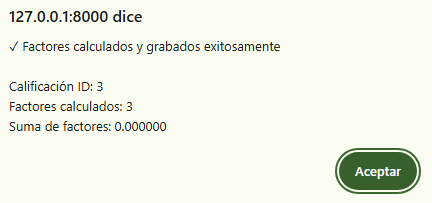 127.0.0.1:8000 dice
✓ Factores calculados y grabados exitosamente
Calificación ID: 3
Factores calculados: 3
Suma de factores: 0.000000
Aceptar